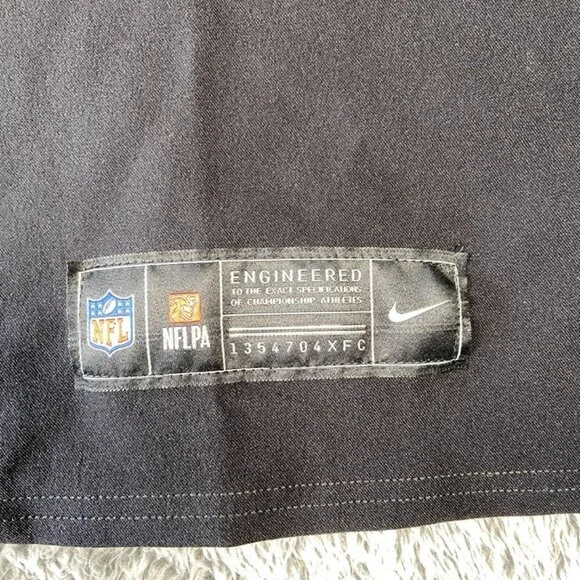 NFL
NFLPA
ENGINEERED
TO THE EXACT SPECIFICATIONS
OF CHAMPIONSHIP ATHLETES
1354704XFC